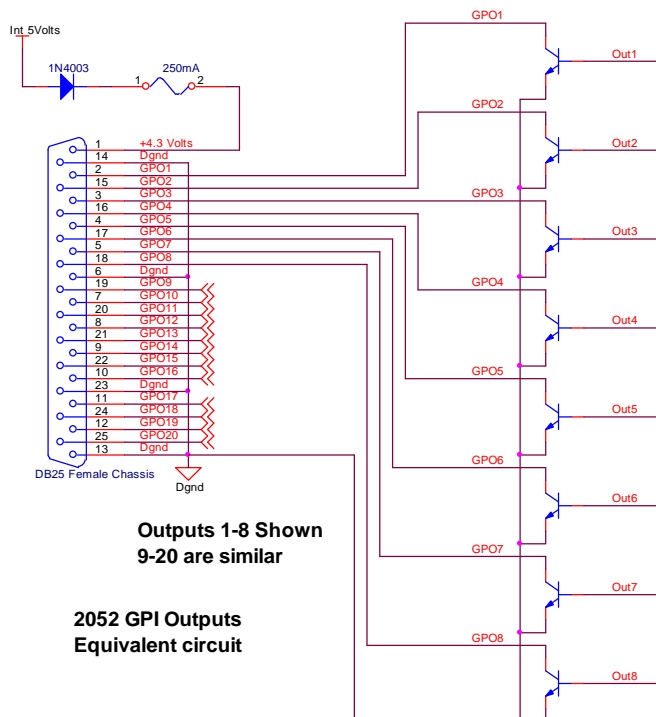 Int 5Volts
1N4003
250mA
1
2
1 +4.3 Volts
14 Dgnd
2 GPO1
15 GPO2
3 GPO3
16 GPO4
4 GPO5
17 GPO6
5 GPO7
18 GPO8
6 Dgnd
19 GPO9
7 GPO10
20 GPO11
8 GPO12
21 GPO13
9 GPO14
22 GPO15
10 GPO16
23 Dgnd
11 GPO17
24 GPO18
12 GPO19
25 GPO20
13 Dgnd
DB25 Female Chassis
Dgnd
GPO1
Out1
GPO2
Out2
GPO3
Out3
GPO4
Out4
GPO5
Out5
GPO6
Out6
GPO7
Out7
GPO8
Out8
Outputs 1-8 Shown
9-20 are similar
2052 GPI Outputs
Equivalent circuit